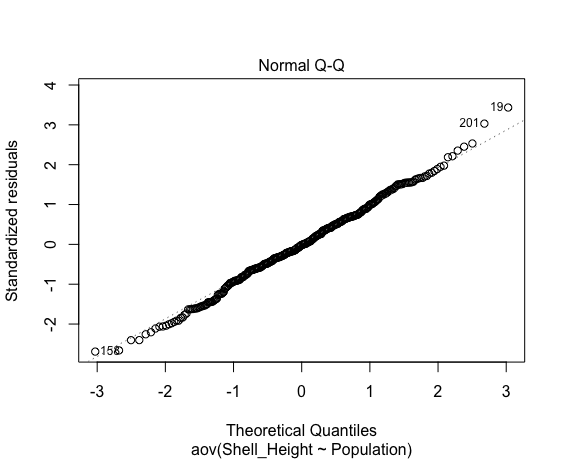 Normal Q-Q
Standardized residuals
4
3
2
1
0
-1
-2
19
201
158
-3 -2 -1 0 1 2 3
Theoretical Quantiles
aov(Shell_Height ~ Population)